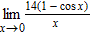 lim 14(1 − cos x)
x→0 x